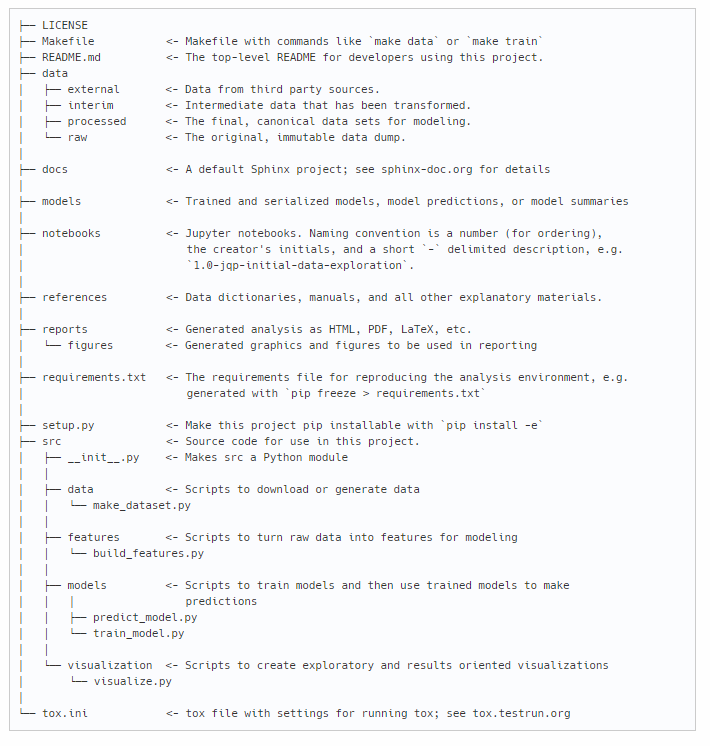 ├── LICENSE
├── Makefile           <- Makefile with commands like `make data` or `make train`
├── README.md          <- The top-level README for developers using this project.
├── data
│   ├── external       <- Data from third party sources.
│   ├── interim        <- Intermediate data that has been transformed.
│   ├── processed      <- The final, canonical data sets for modeling.
│   └── raw            <- The original, immutable data dump.
│
├── docs               <- A default Sphinx project; see sphinx-doc.org for details
│
├── models             <- Trained and serialized models, model predictions, or model summaries
│
├── notebooks          <- Jupyter notebooks. Naming convention is a number (for ordering),
│                         the creator's initials, and a short `-` delimited description, e.g.
│                         `1.0-jqp-initial-data-exploration`.
│
├── references         <- Data dictionaries, manuals, and all other explanatory materials.
│
├── reports            <- Generated analysis as HTML, PDF, LaTeX, etc.
│   └── figures        <- Generated graphics and figures to be used in reporting
│
├── requirements.txt   <- The requirements file for reproducing the analysis environment, e.g.
│                         generated with `pip freeze > requirements.txt`
│
├── setup.py           <- Make this project pip installable with `pip install -e`
├── src                <- Source code for use in this project.
│   ├── __init__.py    <- Makes src a Python module
│   │
│   ├── data           <- Scripts to download or generate data
│   │   └── make_dataset.py
│   │
│   ├── features       <- Scripts to turn raw data into features for modeling
│   │   └── build_features.py
│   │
│   ├── models         <- Scripts to train models and then use trained models to make
│   │   │                 predictions
│   │   ├── predict_model.py
│   │   └── train_model.py
│   │
│   └── visualization  <- Scripts to create exploratory and results oriented visualizations
│       └── visualize.py
│
└── tox.ini            <- tox file with settings for running tox; see tox.testrun.org